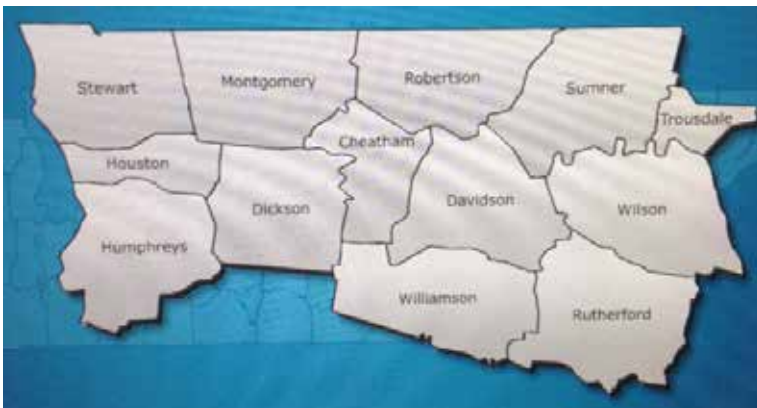 Stewart
Montgomery
Robertson
Sumner
Trousdale
Houston
Cheatham
Dickson
Davidson
Wilson
Humphreys
Williamson
Rutherford